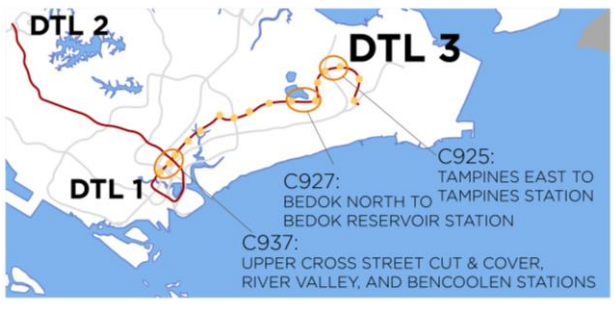 DTL 2
DTL 3
DTL 1
C925:
TAMPINES EAST TO
TAMPINES STATION
C927:
BEDOK NORTH TO
BEDOK RESERVOIR STATION
C937:
UPPER CROSS STREET CUT & COVER,
RIVER VALLEY, AND BENCOOLEN STATIONS